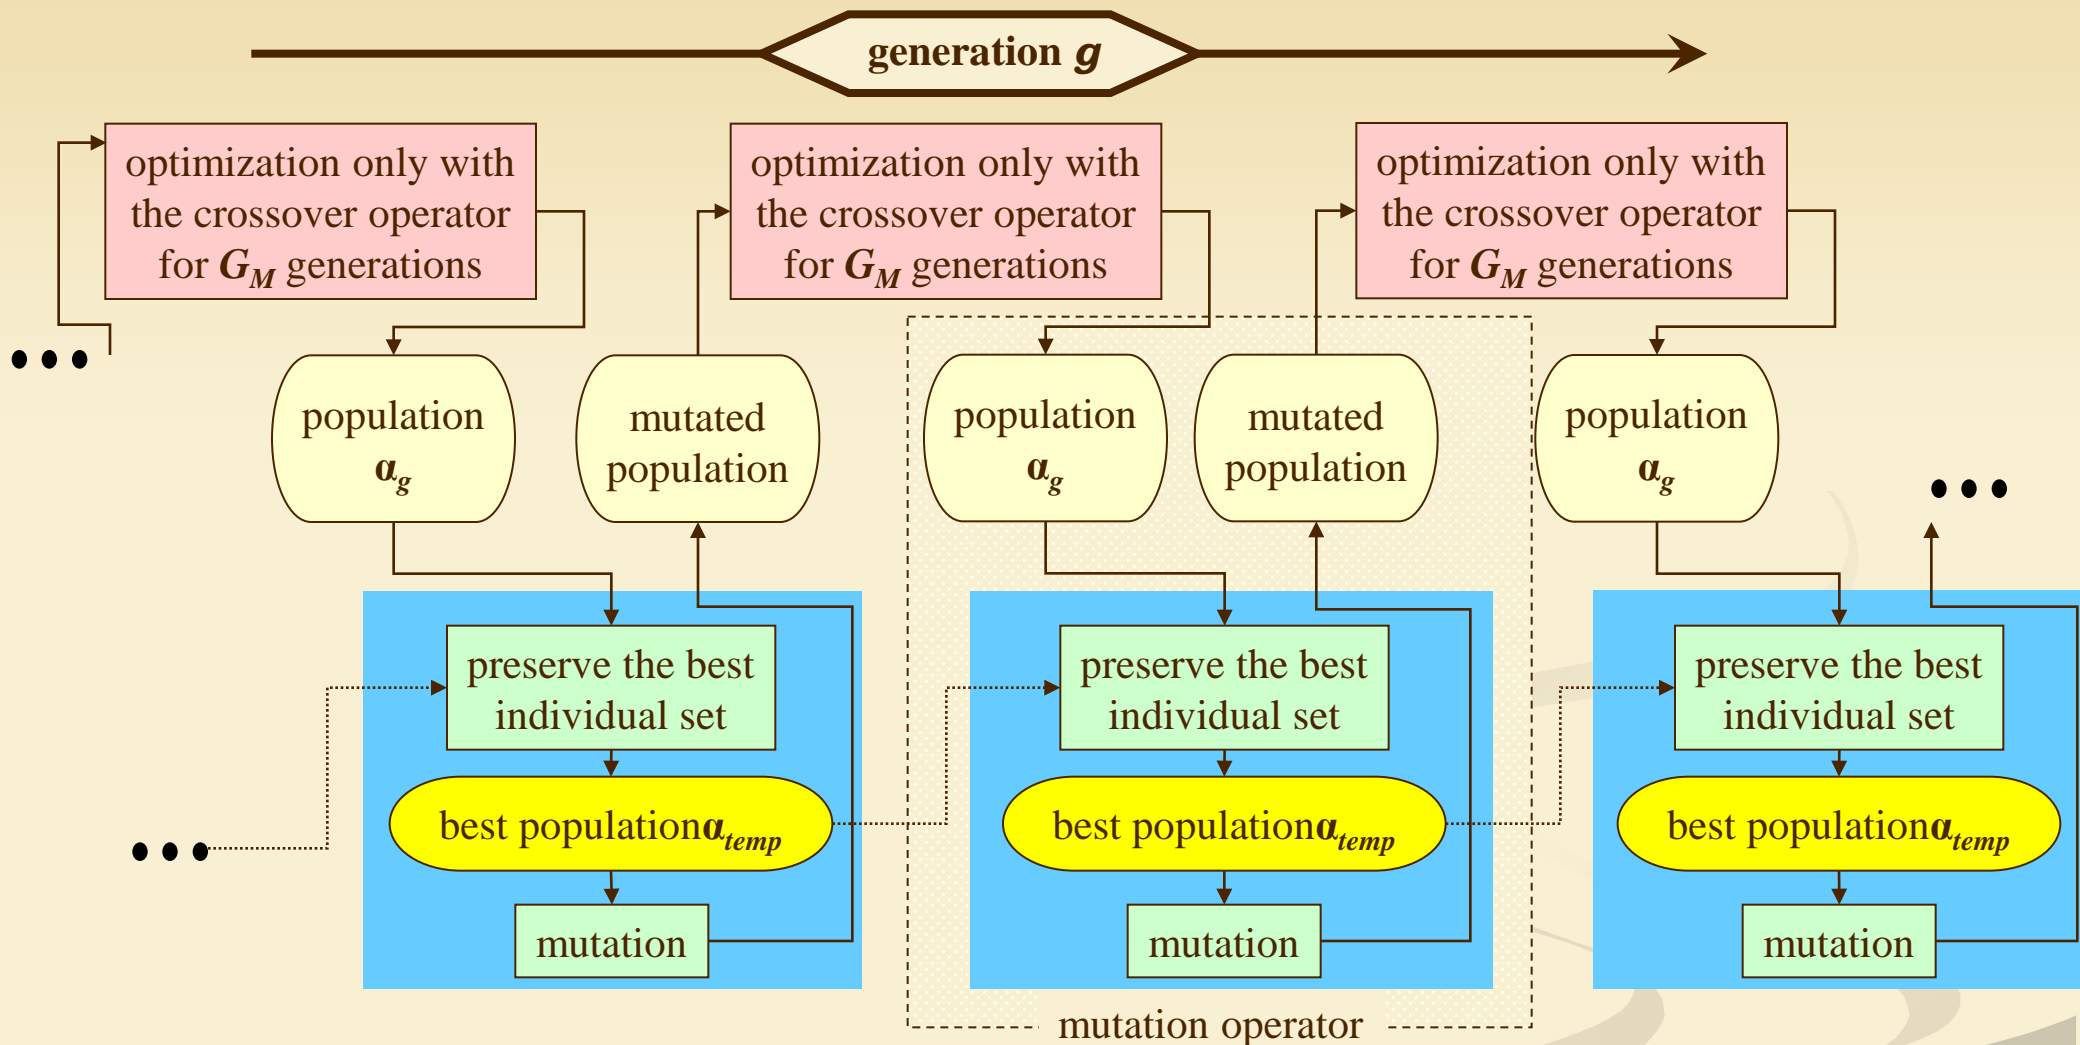 generation g
optimization only with
the crossover operator
for G_M generations
optimization only with
the crossover operator
for G_M generations
optimization only with
the crossover operator
for G_M generations
•••
population
α_g
mutated
population
population
α_g
mutated
population
population
α_g
•••
preserve the best
individual set
preserve the best
individual set
preserve the best
individual set
•••
best populationα_temp
best populationα_temp
best populationα_temp
mutation
mutation
mutation
mutation operator